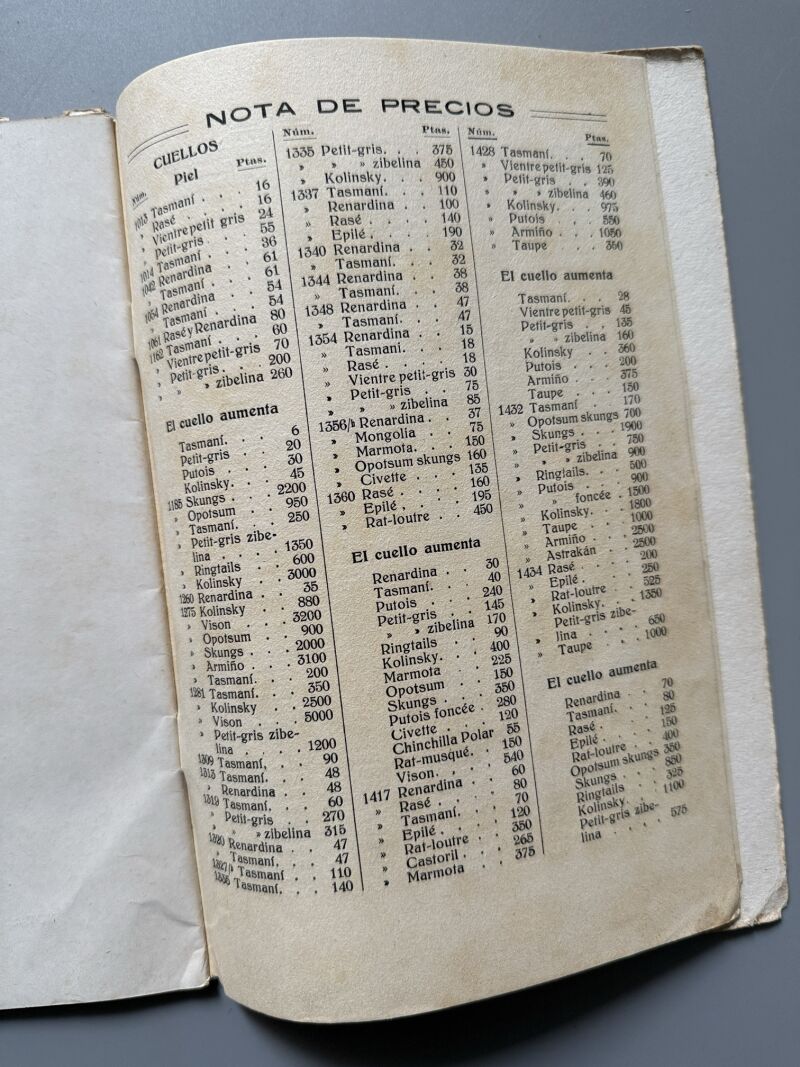 NOTA DE PRECIOS
CUELLOS
Piel
Núm. Ptas.
1013 Tasmaní. . . 16
» Rasé . . . 16
» Vientre petit gris 24
» Petit-gris. . . 55
1014 Tasmaní . . 36
1042 Renardina . . 61
» Tasmaní . . 61
1054 Renardina . . 54
» Tasmaní. . . 54
1061 Rasé y Renardina 80
1162 Tasmaní . . . 60
» Vientre petit-gris 70
» Petit-gris. . . 200
» » » zibelina 260
El cuello aumenta
Tasmaní. . . . 6
Petit-gris . . . 20
Putois . . . . 30
Kolinsky. . . . 45
1185 Skungs . . . 2200
» Opotsum . . . 950
» Tasmaní. . . . 250
» Petit-gris zibe-
lina . . . . 1350
» Ringtails . . . 600
» Kolinsky . . . 3000
1260 Renardina . . . 35
1275 Kolinsky . . . 880
» Vison . . . . 3200
» Opotsum . . . 900
» Skungs . . . 2000
» Armiño . . . 3100
» Tasmaní. . . . 200
1281 Tasmaní. . . . 350
» Kolinsky . . . 2500
» Vison . . . . 5000
» Petit-gris zibe-
lina . . . . 1200
1309 Tasmaní. . . . 90
1313 Tasmaní. . . . 48
» Renardina . . . 48
1319 Tasmaní. . . . 60
» Petit-gris . . . 270
» » » zibelina 315
1320 Renardina . . . 47
» Tasmaní. . . . 47
1327/b Tasmaní . . 110
1335 Tasmaní. . . . 140
Núm. Ptas.
1335 Petit-gris. . . 375
» » » zibelina 450
» Kolinsky. . . . 900
1337 Tasmaní. . . . 110
» Renardina . . . 100
» Rasé . . . . 140
» Epilé . . . . 190
1340 Renardina . . . 32
» Tasmaní. . . . 32
1344 Renardina . . . 38
» Tasmaní. . . . 38
1348 Renardina . . . 47
» Tasmaní. . . . 47
1354 Renardina . . . 15
» Tasmaní. . . . 18
» Rasé . . . . 18
» Vientre petit-gris 30
» Petit-gris . . . 75
» » » zibelina 85
1356/b Renardina . . 37
» Mongolia . . . 75
» Marmota. . . . 150
» Opotsum skungs 160
» Civette . . . . 135
1360 Rasé . . . . 160
» Epilé . . . . 195
» Rat-loutre . . . 450
El cuello aumenta
Renardina . . . 30
Tasmaní. . . . 40
Putois . . . . 240
Petit-gris . . . 145
» » zibelina 170
Ringtails . . . 90
Kolinsky. . . . 400
Marmota . . . 225
Opotsum . . . 150
Skungs . . . . 350
Putois foncée . 280
Civette . . . . 120
Chinchilla Polar 55
Rat-musqué. . . 150
Vison. . . . . 540
1417 Renardina . . . 60
» Rasé . . . . 80
» Tasmaní. . . . 70
» Epilé . . . . 120
» Rat-loutre . . . 350
» Castoril . . . 265
» Marmota . . . 375
Núm. Ptas.
1428 Tasmaní. . . . 70
» Vientre petit-gris 125
» Petit-gris . . . 390
» » » zibelina 460
» Kolinsky . . . 975
» Putois . . . . 550
» Armiño . . . 1050
» Taupe . . . . 350
El cuello aumenta
Tasmaní. . . . 28
Vientre petit-gris 45
Petit-gris . . . 135
» » zibelina 160
Kolinsky . . . 360
Putois . . . . 200
Armiño . . . . 375
Taupe . . . . 150
1432 Tasmaní . . . 170
» Opotsum skungs 700
» Skungs . . . . 1900
» Petit-gris . . . 750
» » » zibelina 900
» Ringtails. . . . 500
» Putois . . . . 900
» » foncée . 1500
» Kolinsky. . . . 1800
» Taupe . . . . 1000
» Armiño . . . . 2500
» Astrakán . . . 2500
1434 Rasé . . . . 200
» Epilé . . . . 250
» Rat-loutre . . . 525
» Kolinsky. . . . 1350
» Petit-gris zibe-
lina . . . . 650
» Taupe . . . . 1000
El cuello aumenta
Renardina . . . 70
Tasmaní. . . . 80
Rasé . . . . . 125
Epilé . . . . . 150
Rat-loutre . . . 400
Opotsum skungs 350
Skungs . . . . 850
Ringtails . . . 325
Kolinsky. . . . 1100
Petit-gris zibe-
lina . . . . 575